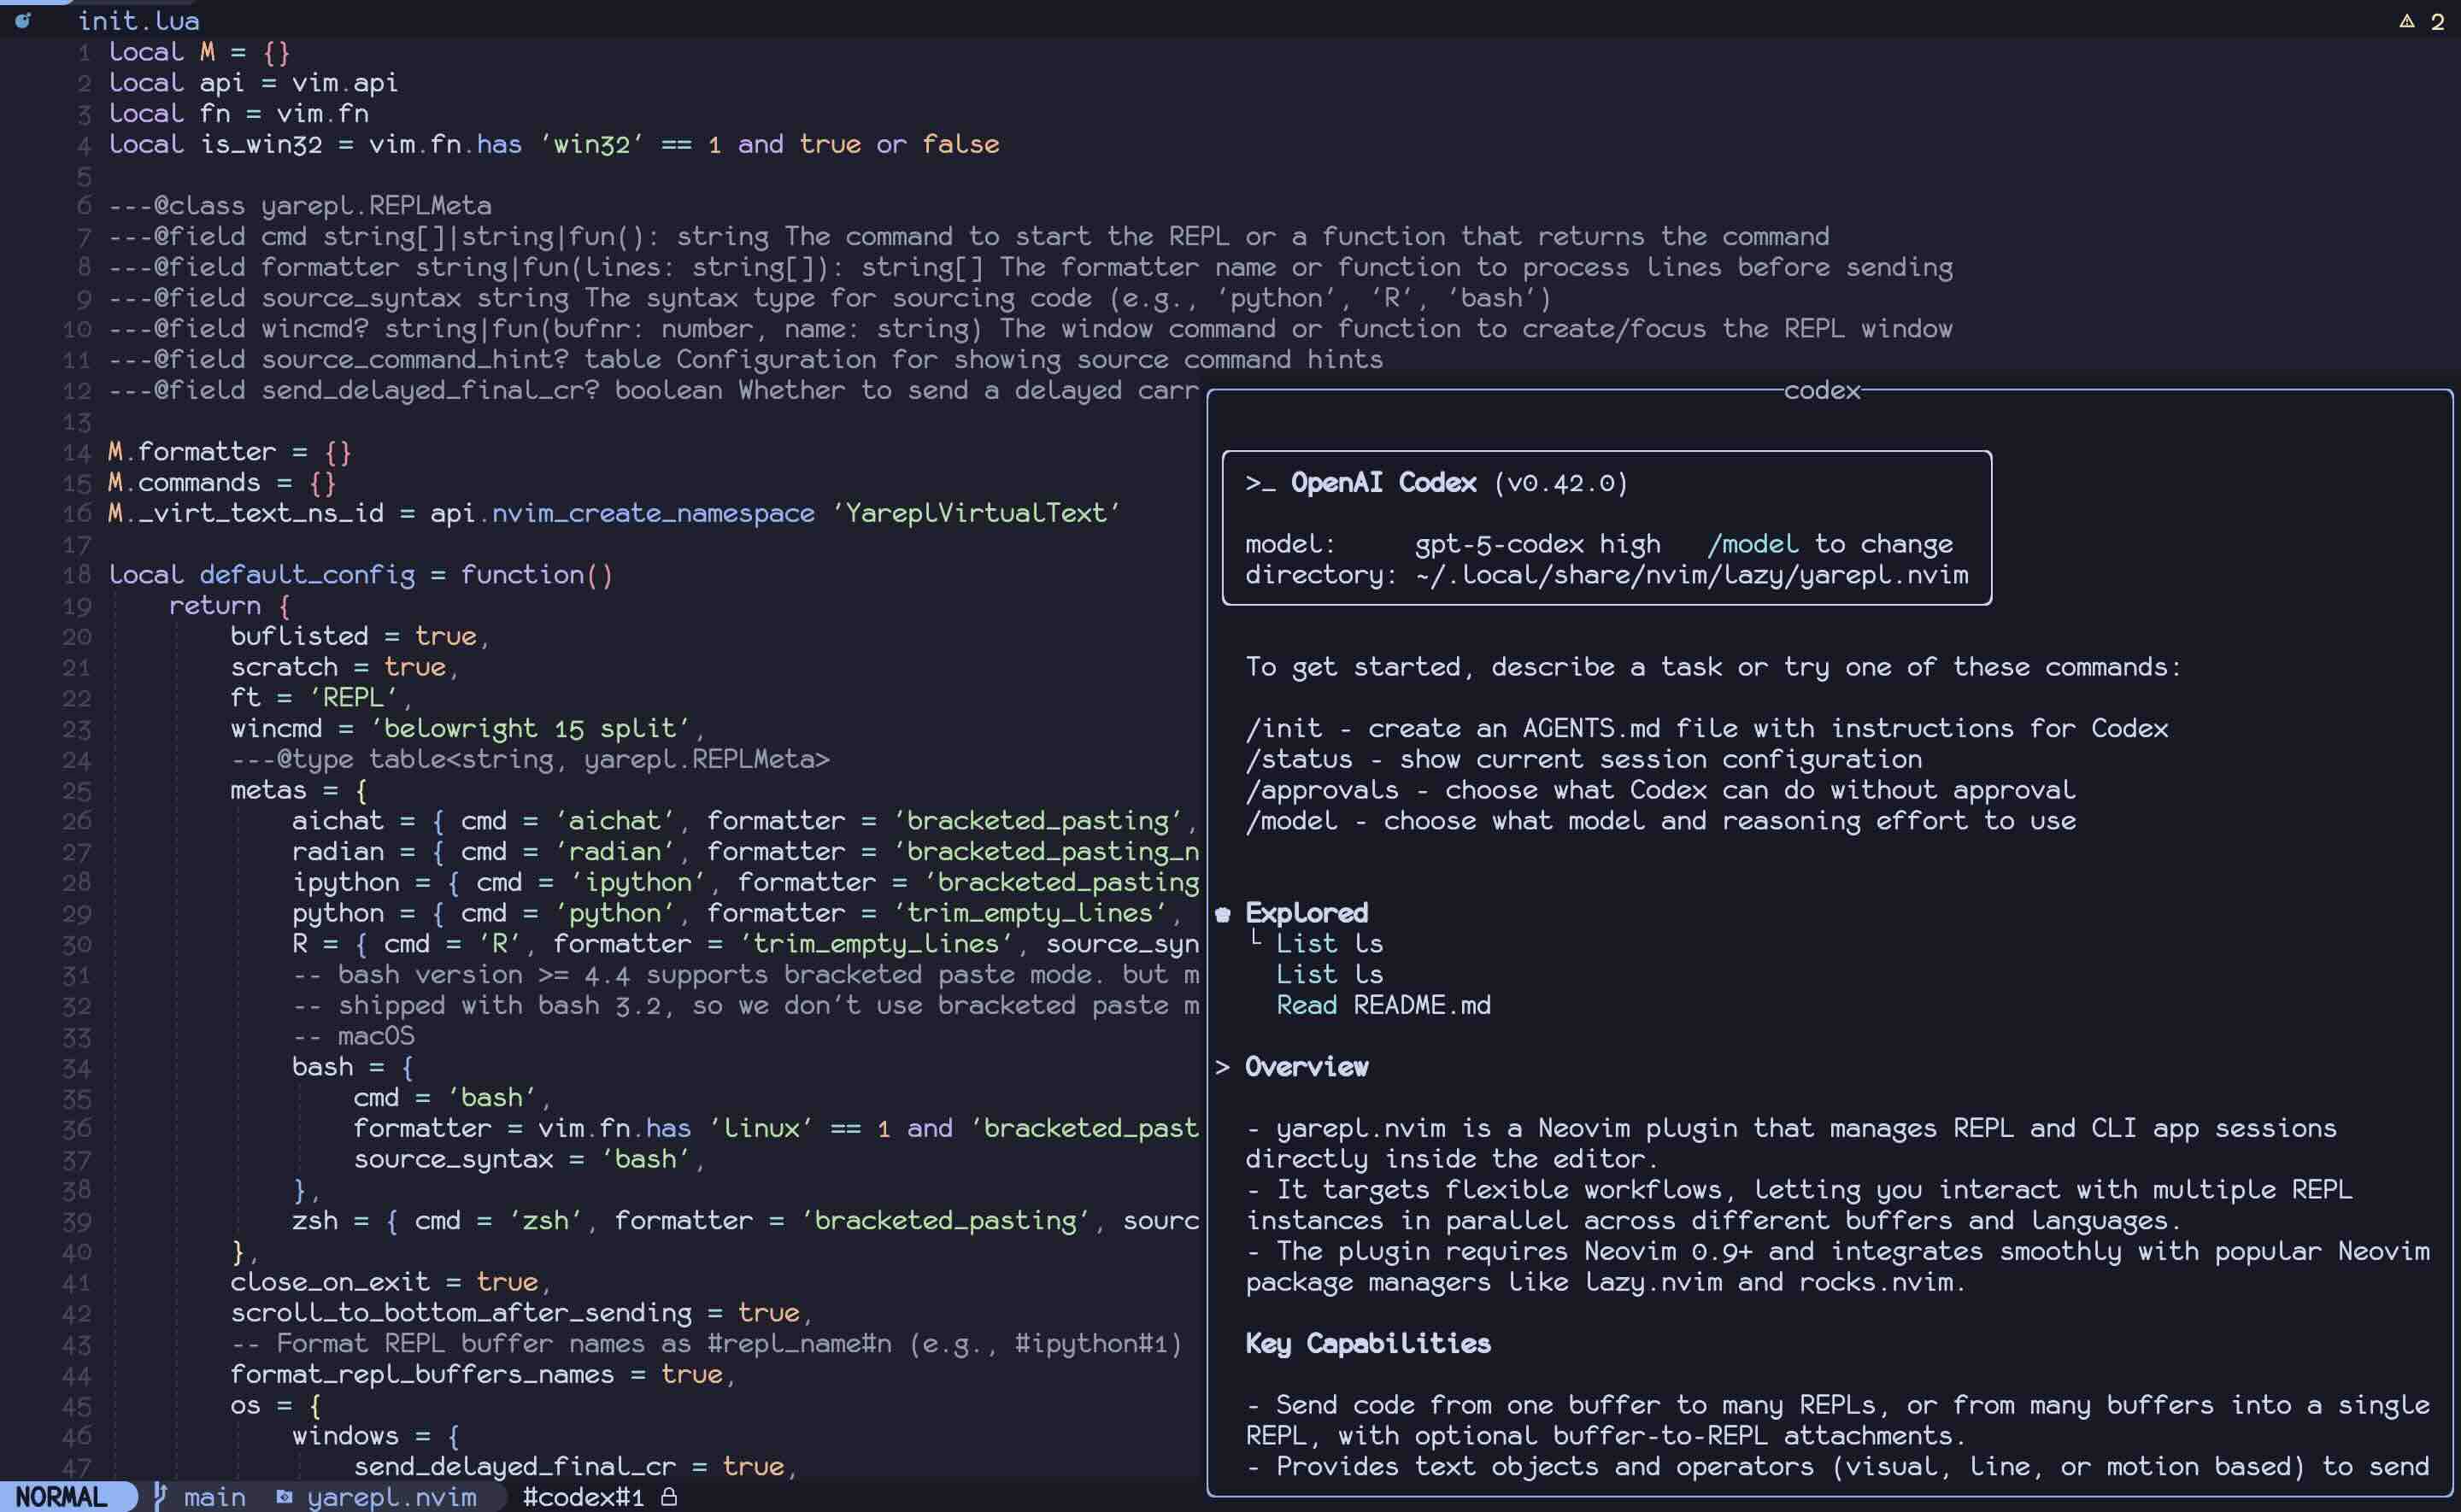 init.lua
2
1 local M = {}
2 local api = vim.api
3 local fn = vim.fn
4 local is_win32 = vim.fn.has 'win32' == 1 and true or false
5
6 ---@class yarepl.REPLMeta
7 ---@field cmd string[]|string|fun(): string The command to start the REPL or a function that returns the command
8 ---@field formatter string|fun(lines: string[]): string[] The formatter name or function to process lines before sending
9 ---@field source_syntax string The syntax type for sourcing code (e.g., 'python', 'R', 'bash')
10 ---@field wincmd? string|fun(bufnr: number, name: string) The window command or function to create/focus the REPL window
11 ---@field source_command_hint? table Configuration for showing source command hints
12 ---@field send_delayed_final_cr? boolean Whether to send a delayed carr
13
14 M.formatter = {}
15 M.commands = {}
16 M._virt_text_ns_id = api.nvim_create_namespace 'YareplVirtualText'
17
18 local default_config = function()
19     return {
20         buflisted = true,
21         scratch = true,
22         ft = 'REPL',
23         wincmd = 'belowright 15 split',
24         ---@type table<string, yarepl.REPLMeta>
25         metas = {
26             aichat = { cmd = 'aichat', formatter = 'bracketed_pasting',
27             radian = { cmd = 'radian', formatter = 'bracketed_pasting_n
28             ipython = { cmd = 'ipython', formatter = 'bracketed_pasting
29             python = { cmd = 'python', formatter = 'trim_empty_lines',
30             R = { cmd = 'R', formatter = 'trim_empty_lines', source_syn
31             -- bash version >= 4.4 supports bracketed paste mode. but m
32             -- shipped with bash 3.2, so we don't use bracketed paste m
33             -- macOS
34             bash = {
35                 cmd = 'bash',
36                 formatter = vim.fn.has 'linux' == 1 and 'bracketed_past
37                 source_syntax = 'bash',
38             },
39             zsh = { cmd = 'zsh', formatter = 'bracketed_pasting', sourc
40         },
41         close_on_exit = true,
42         scroll_to_bottom_after_sending = true,
43         -- Format REPL buffer names as #repl_name#n (e.g., #ipython#1)
44         format_repl_buffers_names = true,
45         os = {
46             windows = {
47                 send_delayed_final_cr = true,
codex
>_ OpenAI Codex (v0.42.0)
model:     gpt-5-codex high   /model to change
directory: ~/.local/share/nvim/lazy/yarepl.nvim
To get started, describe a task or try one of these commands:
/init - create an AGENTS.md file with instructions for Codex
/status - show current session configuration
/approvals - choose what Codex can do without approval
/model - choose what model and reasoning effort to use
Explored
└ List ls
List ls
Read README.md
> Overview
- yarepl.nvim is a Neovim plugin that manages REPL and CLI app sessions
directly inside the editor.
- It targets flexible workflows, letting you interact with multiple REPL
instances in parallel across different buffers and languages.
- The plugin requires Neovim 0.9+ and integrates smoothly with popular Neovim
package managers like lazy.nvim and rocks.nvim.
Key Capabilities
- Send code from one buffer to many REPLs, or from many buffers into a single
REPL, with optional buffer-to-REPL attachments.
- Provides text objects and operators (visual, line, or motion based) to send
NORMAL main yarepl.nvim #codex#1